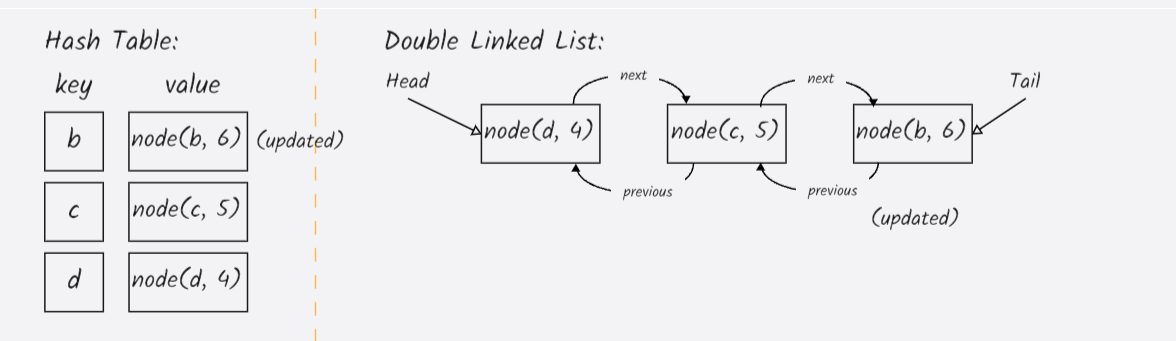 Hash Table:
key value
b node(b, 6) (updated)
c node(c, 5)
d node(d, 4)
Double Linked List:
Head next next Tail
node(d, 4) node(c, 5) node(b, 6)
previous previous
(updated)